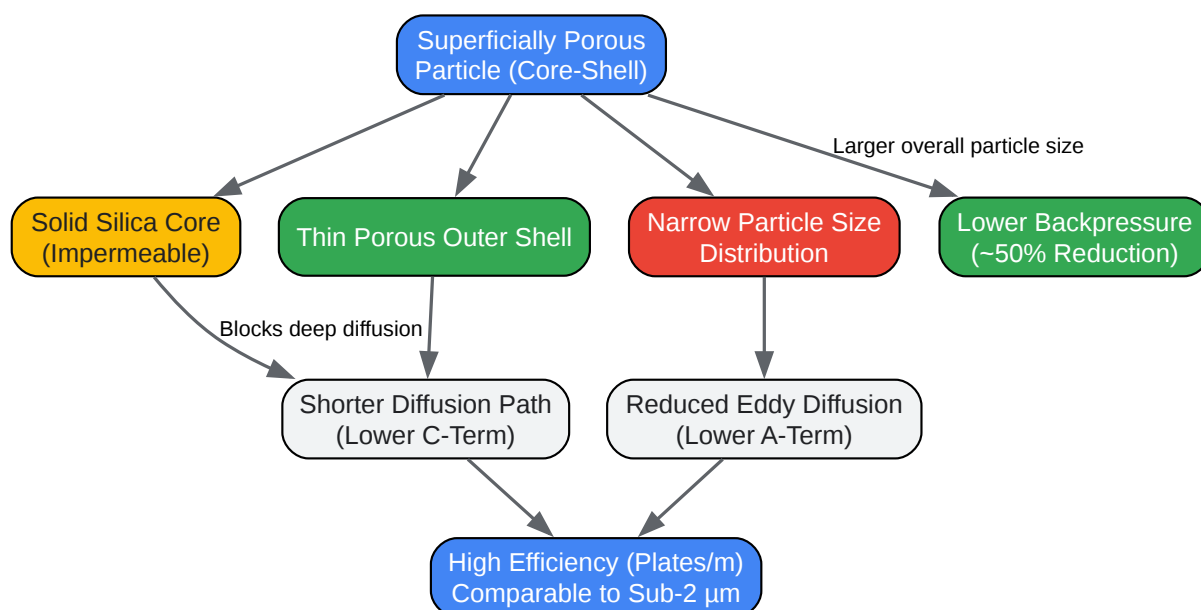 Superficially Porous
Particle (Core-Shell)
Larger overall particle size
Solid Silica Core
(Impermeable)
Thin Porous Outer Shell
Narrow Particle Size
Distribution
Lower Backpressure
(~50% Reduction)
Blocks deep diffusion
Shorter Diffusion Path
(Lower C-Term)
Reduced Eddy Diffusion
(Lower A-Term)
High Efficiency (Plates/m)
Comparable to Sub-2 µm